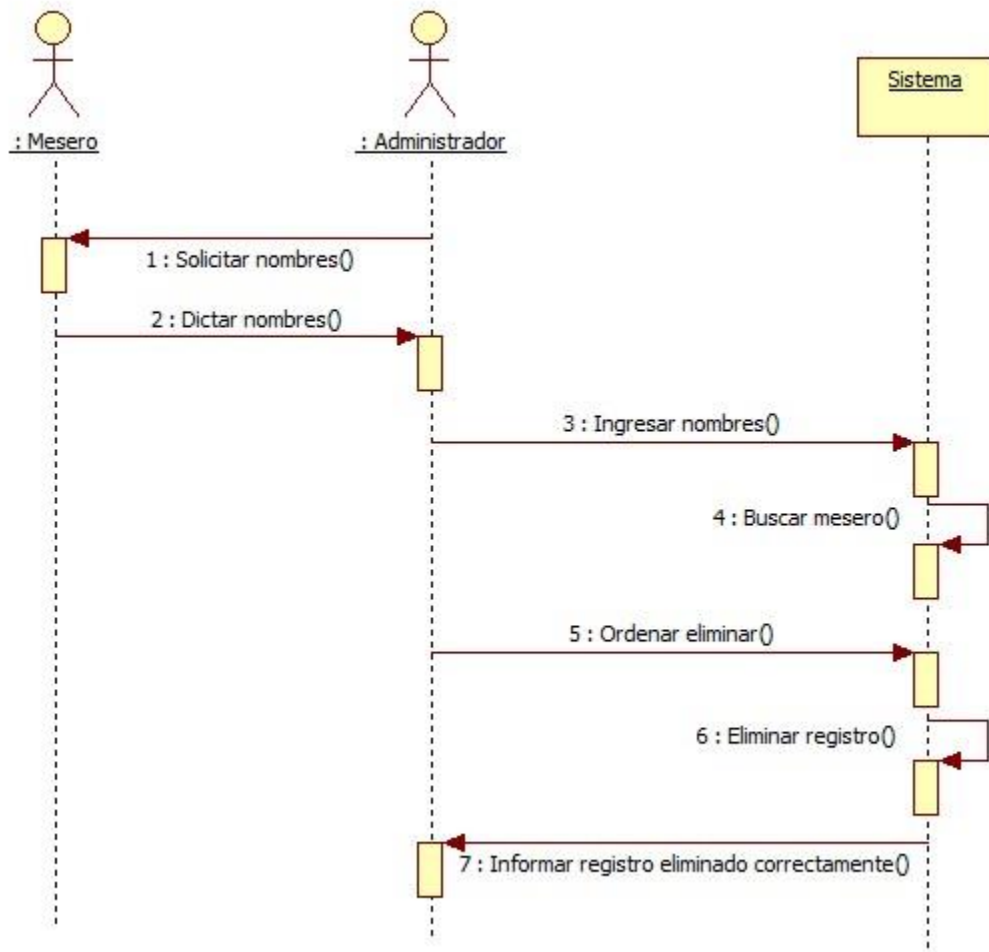 : Mesero
: Administrador
Sistema
1 : Solicitar nombres()
2 : Dictar nombres()
3 : Ingresar nombres()
4 : Buscar mesero()
5 : Ordenar eliminar()
6 : Eliminar registro()
7 : Informar registro eliminado correctamente()